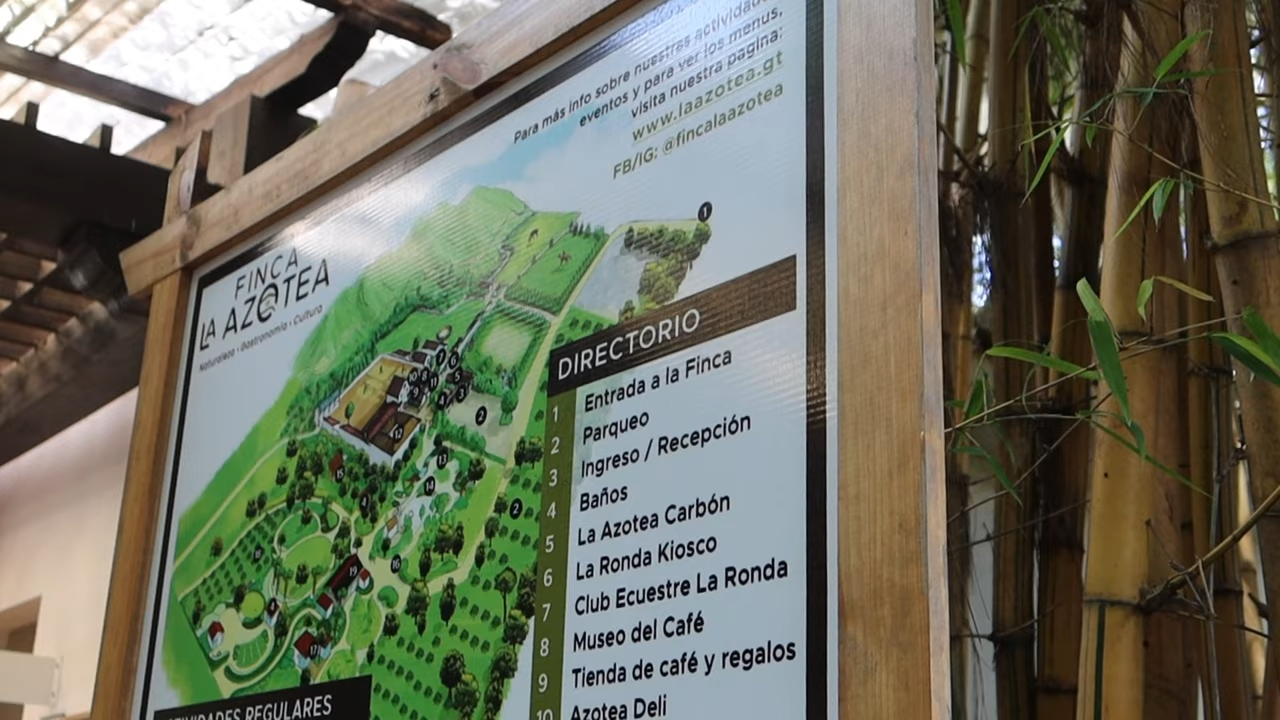 Para más info sobre nuestras actividades
eventos y para ver los menus,
visita nuestra pagina:
www.laazotea.gt
FB/IG: @fincalaazotea
FINCA
LA AZOTEA
Naturaleza • Gastronomía • Cultura
DIRECTORIO
1 Entrada a la Finca
2 Parqueo
3 Ingreso / Recepción
4 Baños
5 La Azotea Carbón
6 La Ronda Kiosco
7 Club Ecuestre La Ronda
8 Museo del Café
9 Tienda de café y regalos
10 Azotea Deli
REGULARES